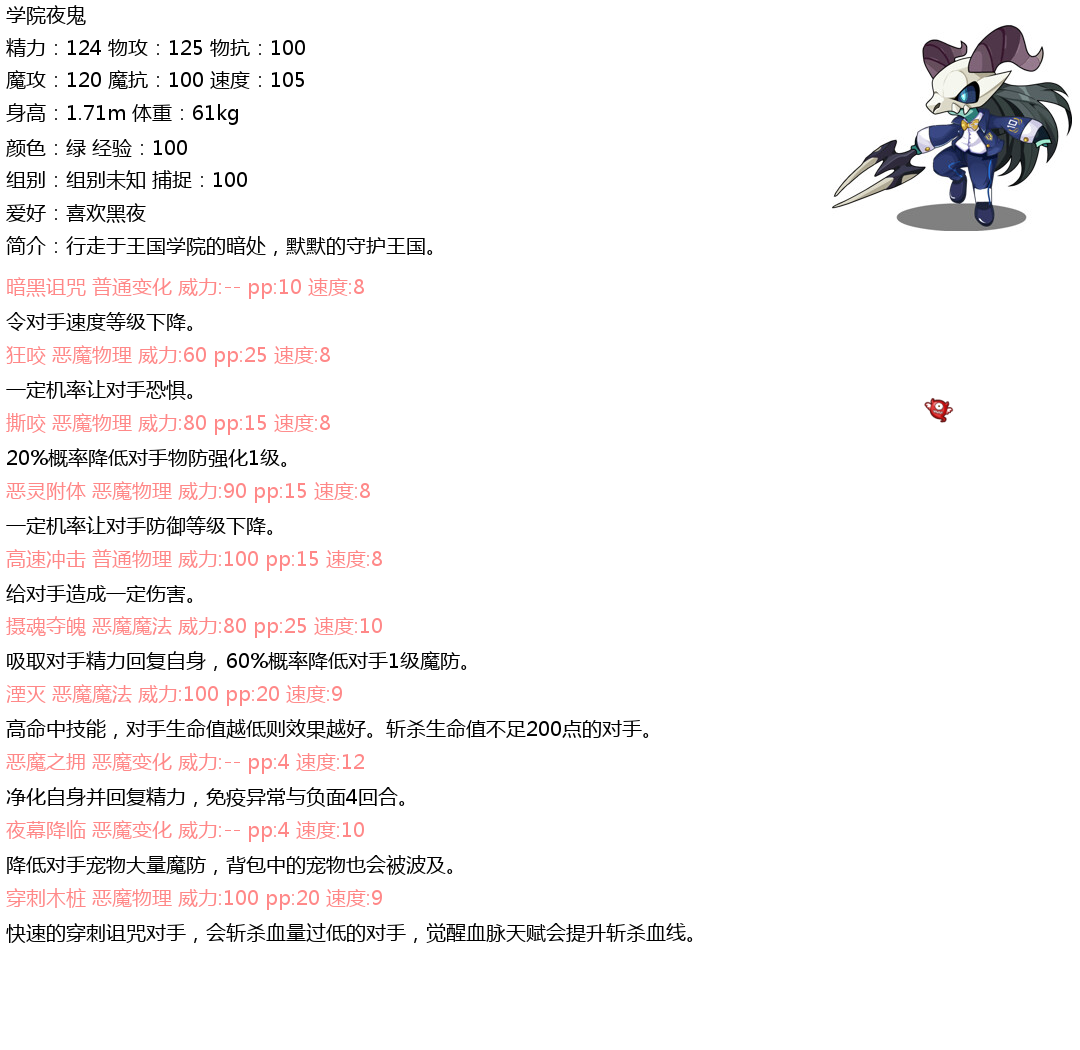 学院夜鬼
精力：124 物攻：125 物抗：100
魔攻：120 魔抗：100 速度：105
身高：1.71m 体重：61kg
颜色：绿 经验：100
组别：组别未知 捕捉：100
爱好：喜欢黑夜
简介：行走于王国学院的暗处，默默的守护王国。
暗黑诅咒 普通变化 威力:-- pp:10 速度:8
令对手速度等级下降。
狂咬 恶魔物理 威力:60 pp:25 速度:8
一定机率让对手恐惧。
撕咬 恶魔物理 威力:80 pp:15 速度:8
20%概率降低对手物防强化1级。
恶灵附体 恶魔物理 威力:90 pp:15 速度:8
一定机率让对手防御等级下降。
高速冲击 普通物理 威力:100 pp:15 速度:8
给对手造成一定伤害。
摄魂夺魄 恶魔魔法 威力:80 pp:25 速度:10
吸取对手精力回复自身，60%概率降低对手1级魔防。
湮灭 恶魔魔法 威力:100 pp:20 速度:9
高命中技能，对手生命值越低则效果越好。斩杀生命值不足200点的对手。
恶魔之拥 恶魔变化 威力:-- pp:4 速度:12
净化自身并回复精力，免疫异常与负面4回合。
夜幕降临 恶魔变化 威力:-- pp:4 速度:10
降低对手宠物大量魔防，背包中的宠物也会被波及。
穿刺木桩 恶魔物理 威力:100 pp:20 速度:9
快速的穿刺诅咒对手，会斩杀血量过低的对手，觉醒血脉天赋会提升斩杀血线。